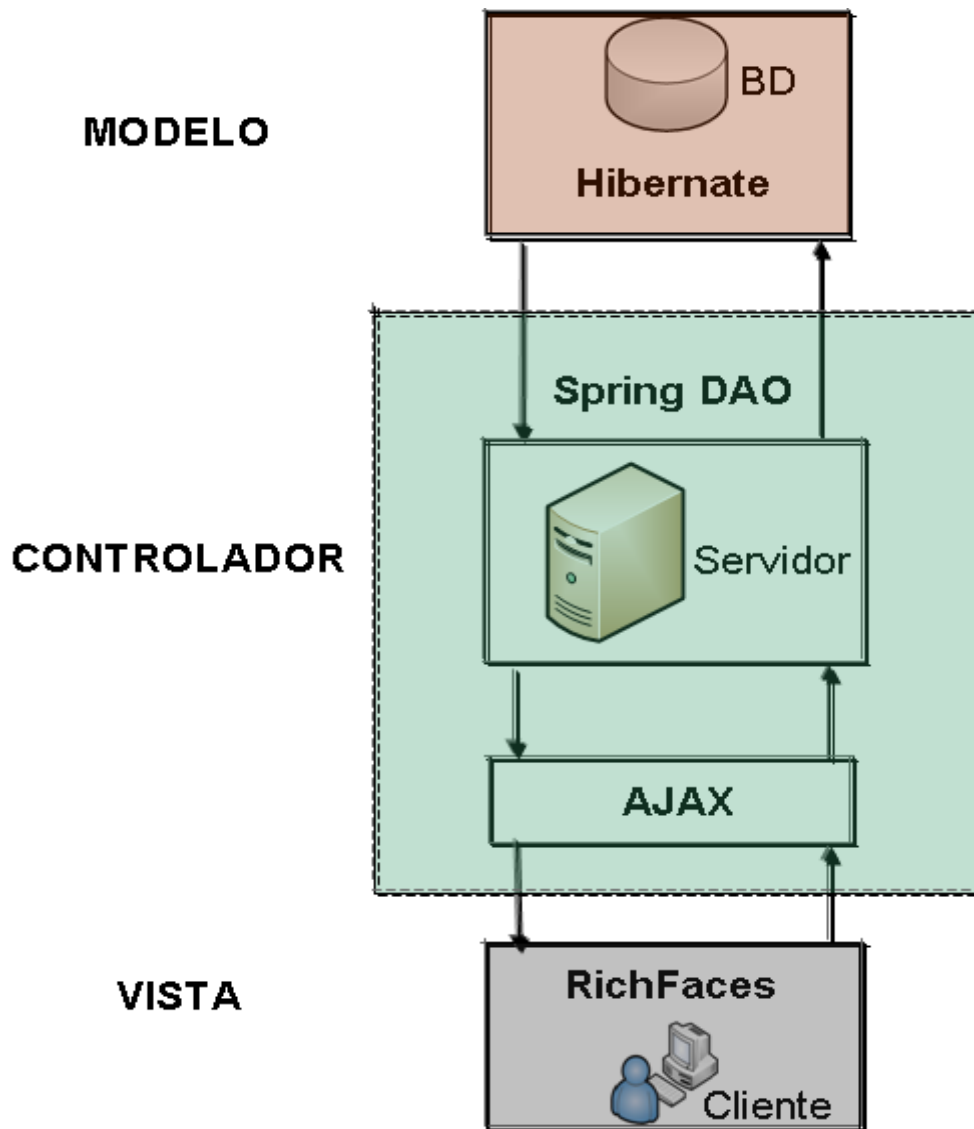 BD
MODELO
Hibernate
Spring DAO
CONTROLADOR
Servidor
AJAX
RichFaces
VISTA
Cliente